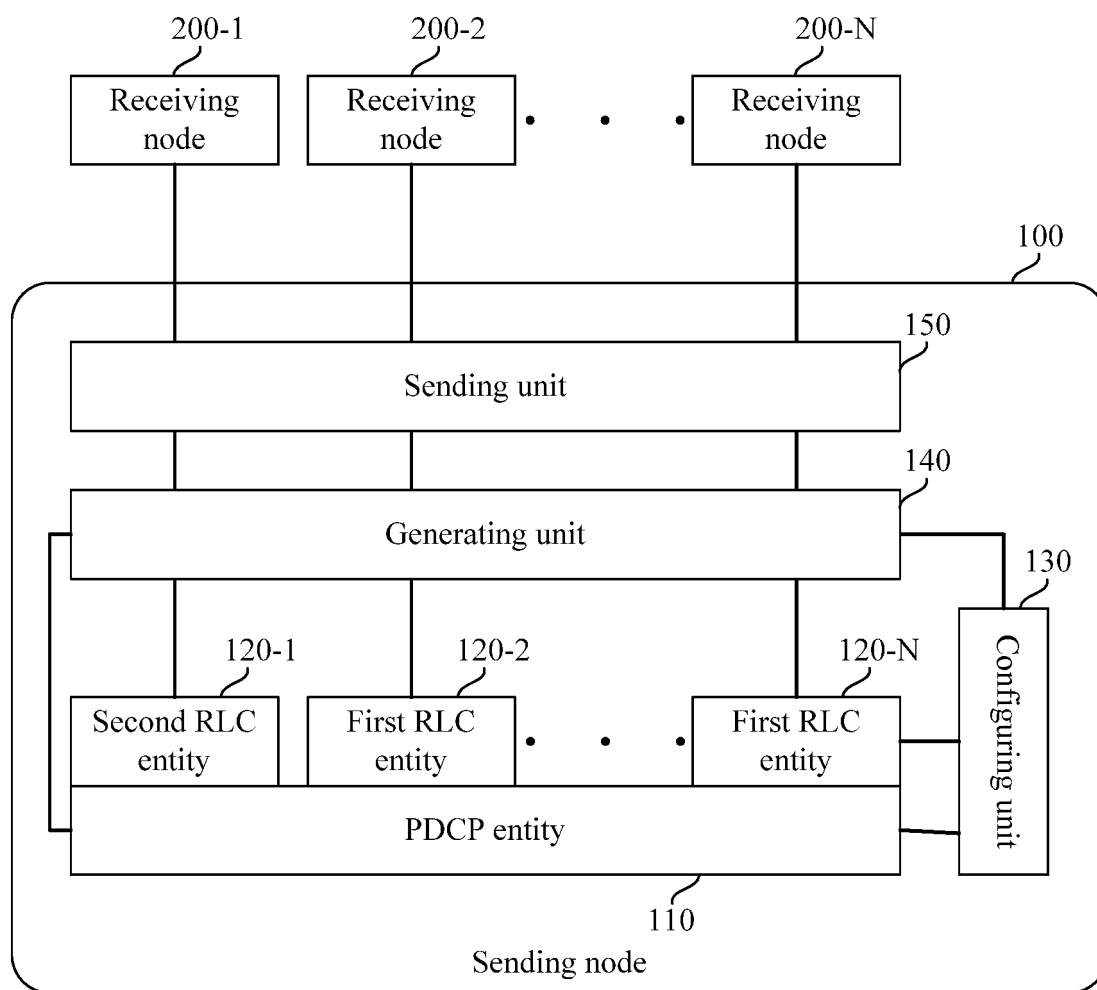 200-1
200-2
200-N
Receiving
node
Receiving
node
Receiving
node
100
150
Sending unit
140
Generating unit
130
Configuring unit
120-1
120-2
120-N
Second RLC
entity
First RLC
entity
First RLC
entity
PDCP entity
110
Sending node